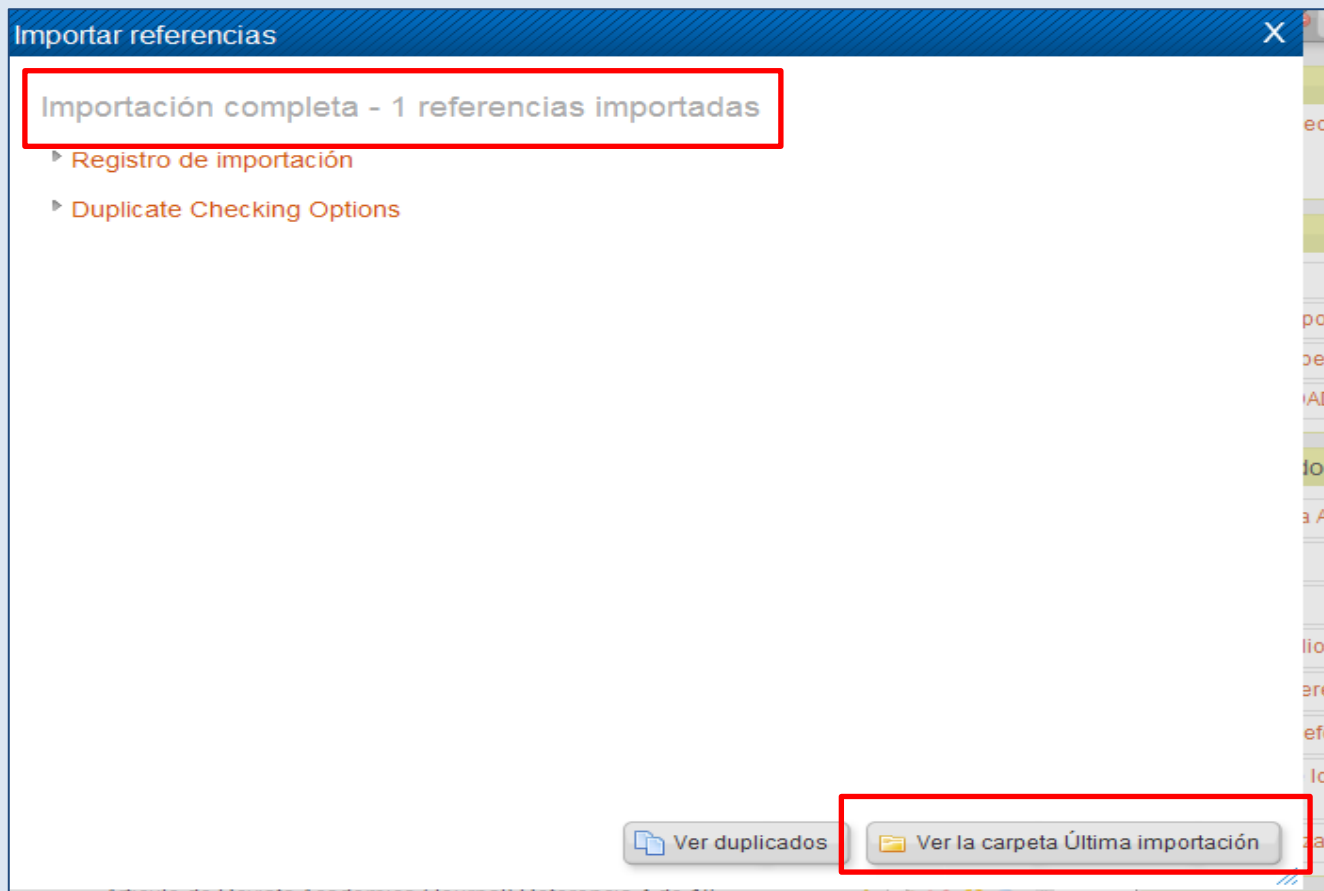 Importar referencias X
Importación completa - 1 referencias importadas
Registro de importación
Duplicate Checking Options
Ver duplicados
Ver la carpeta Última importación